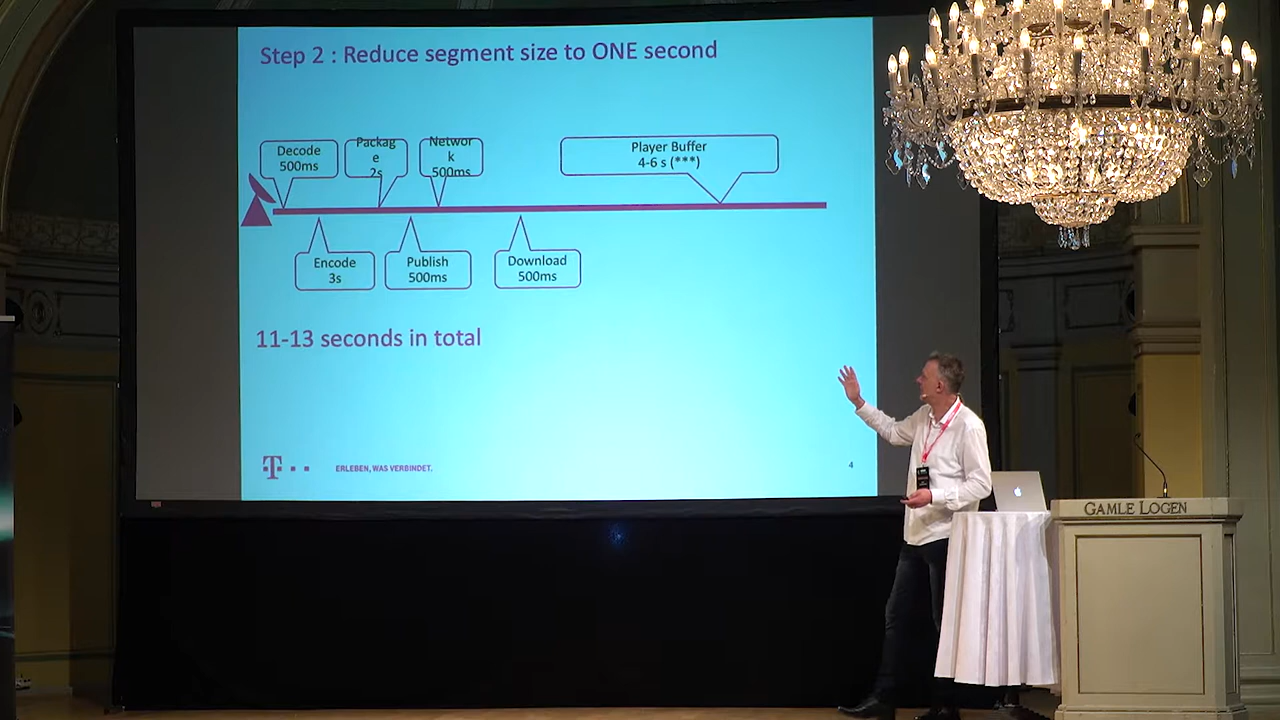 Step 2 : Reduce segment size to ONE second
Decode
500ms
Packag
e
2s
Networ
k
500ms
Player Buffer
4-6 s (***)
Encode
3s
Publish
500ms
Download
500ms
11-13 seconds in total
T
ERLEBEN, WAS VERBINDET.
4
GAMLE LOGEN